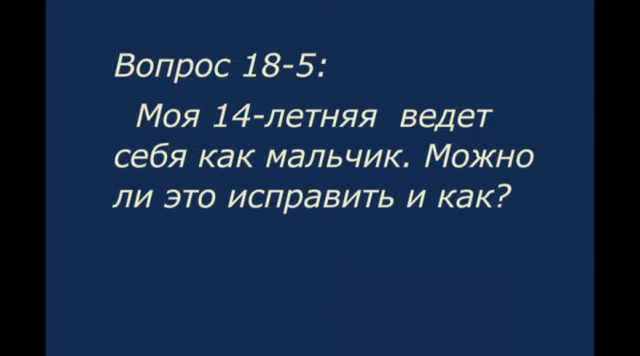 Вопрос 18-5:
Моя 14-летняя ведет
себя как мальчик. Можно
ли это исправить и как?